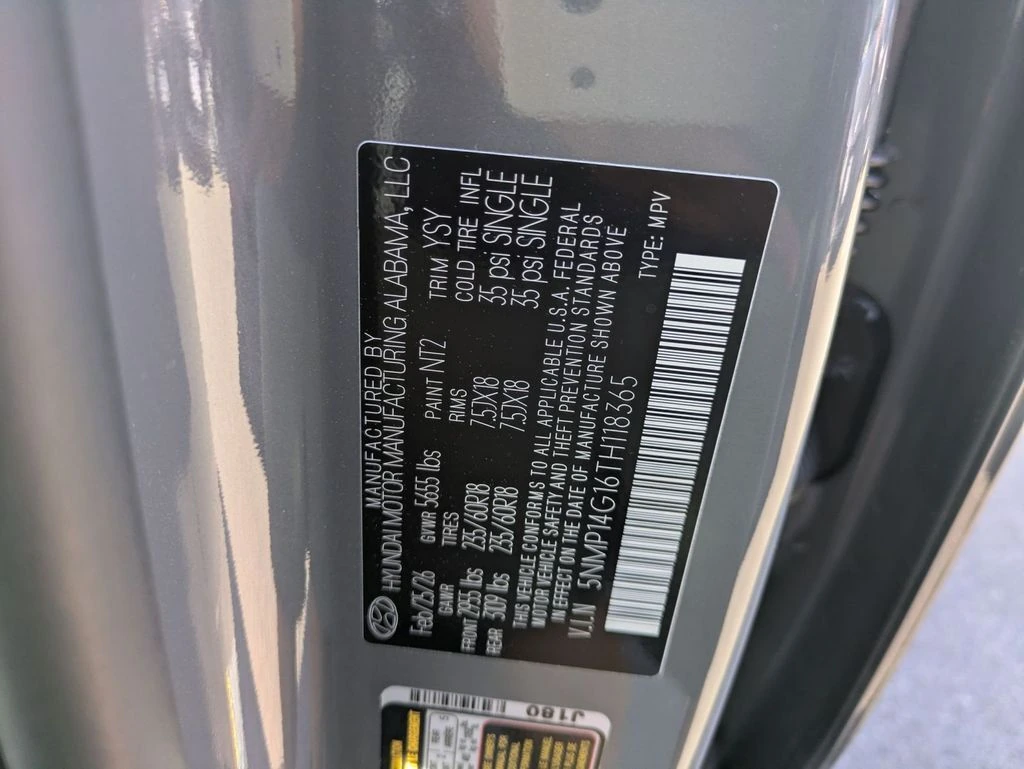 MANUFACTURED BY
HYUNDAI MOTOR MANUFACTURING ALABAMA, LLC
Feb/25/26 GVWR 5655 lbs PAINT NT2 TRIM YSY
GAWR TIRES RIMS COLD TIRE INFL
FRONT 2695 lbs 235/60R18 7.5JX18 35 psi SINGLE
REAR 3109 lbs 235/60R18 7.5JX18 35 psi SINGLE
THIS VEHICLE CONFORMS TO ALL APPLICABLE U.S.A. FEDERAL
MOTOR VEHICLE SAFETY AND THEFT PREVENTION STANDARDS
IN EFFECT ON THE DATE OF MANUFACTURE SHOWN ABOVE
V.I.N 5NMP14G16TH118365 TYPE: MPV
J180